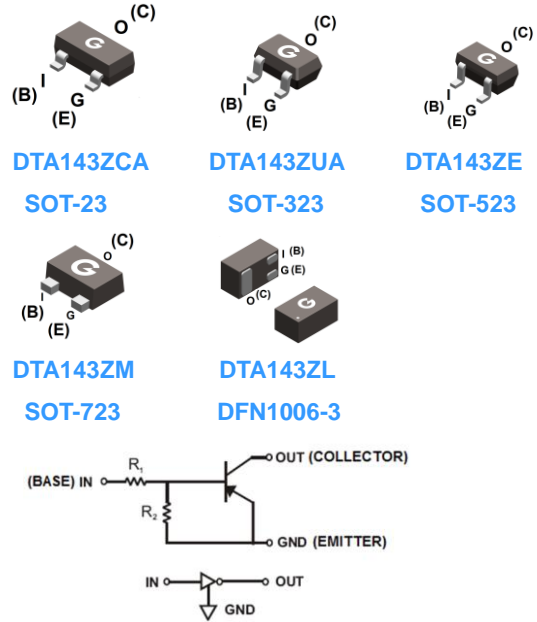 O (C)
G
I
(B)
G
(E)
DTA143ZCA
SOT-23
O (C)
G
I
(B)
G
(E)
DTA143ZUA
SOT-323
O (C)
G
I
(B)
G
(E)
DTA143ZE
SOT-523
O (C)
G
I
(B)
G
(E)
DTA143ZM
SOT-723
I (B)
G (E)
O (C)
G
DTA143ZL
DFN1006-3
R1
OUT (COLLECTOR)
(BASE) IN
R2
GND (EMITTER)
IN
OUT
GND